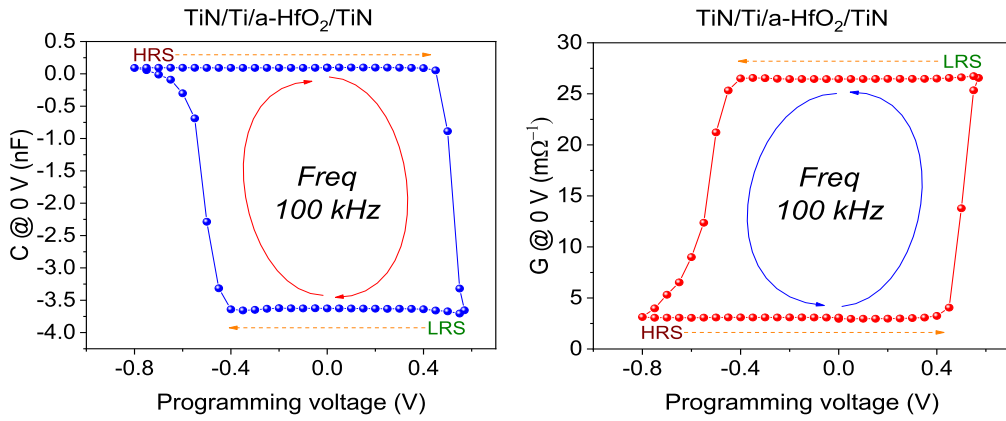 TiN/Ti/a-HfO₂/TiN
C @ 0 V (nF)
0.5
0.0
-0.5
-1.0
-1.5
-2.0
-2.5
-3.0
-3.5
-4.0
HRS
Freq
100 kHz
LRS
-0.8
-0.4
0.0
0.4
Programming voltage (V)
TiN/Ti/a-HfO₂/TiN
G @ 0 V (mΩ⁻¹)
30
25
20
15
10
5
0
LRS
Freq
100 kHz
HRS
-0.8
-0.4
0.0
0.4
Programming voltage (V)